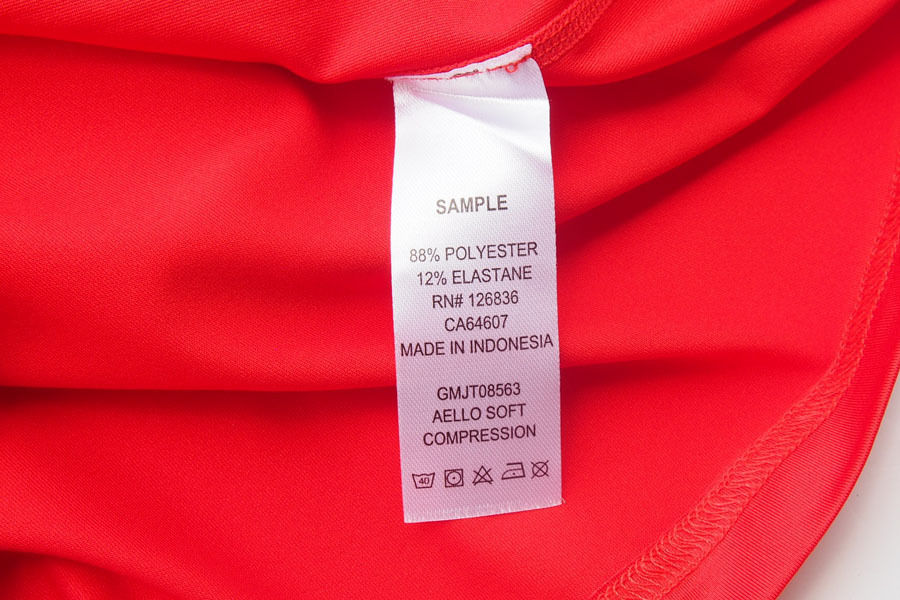 SAMPLE
88% POLYESTER
12% ELASTANE
RN# 126836
CA64607
MADE IN INDONESIA
GMJT08563
AELLO SOFT
COMPRESSION
40